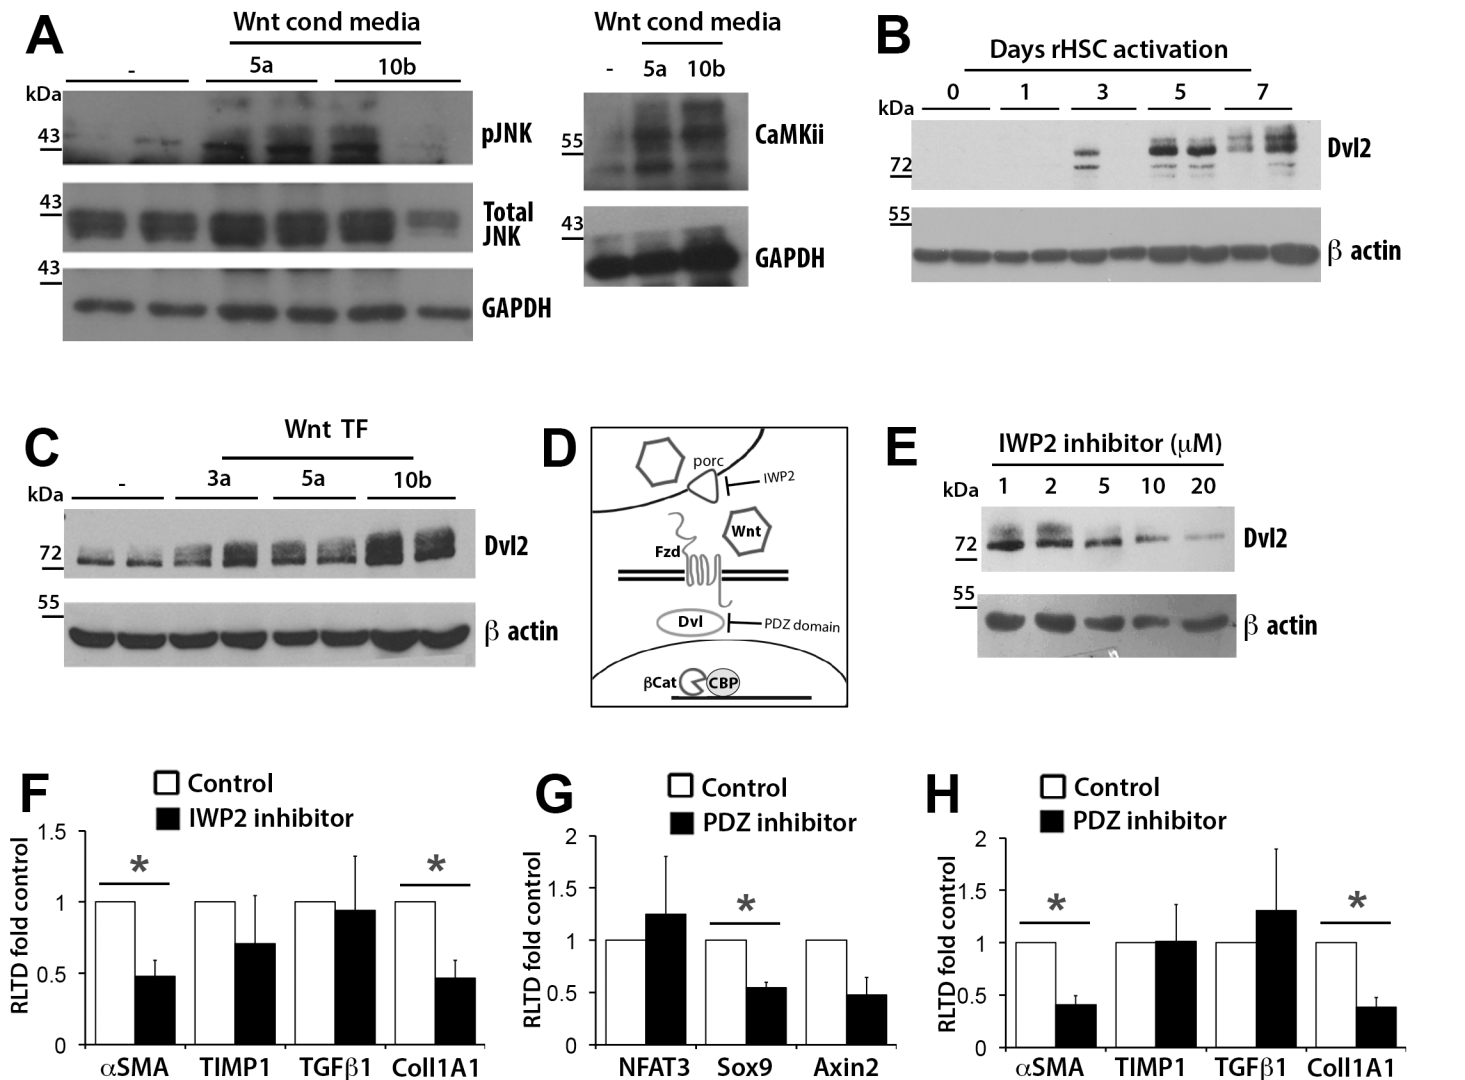 A
Wnt cond media
- 5a 10b
kDa
43
pJNK
43
Total
JNK
43
GAPDH
Wnt cond media
- 5a 10b
55
CaMKii
43
GAPDH
B
Days rHSC activation
0 1 3 5 7
kDa
72
Dvl2
55
β actin
C
Wnt TF
- 3a 5a 10b
kDa
72
Dvl2
55
β actin
D
porc
IWP2
Wnt
Fzd
Dvl
PDZ domain
βCat CBP
E
IWP2 inhibitor (μM)
kDa 1 2 5 10 20
72
Dvl2
55
β actin
F
Control
IWP2 inhibitor
RLTD fold control
1.5
1
0.5
0
*
*
αSMA TIMP1 TGFβ1 Coll1A1
G
Control
PDZ inhibitor
RLTD fold control
2
1.5
1
0.5
0
*
NFAT3 Sox9 Axin2
H
Control
PDZ inhibitor
RLTD fold control
2
1.5
1
0.5
0
*
*
αSMA TIMP1 TGFβ1 Coll1A1